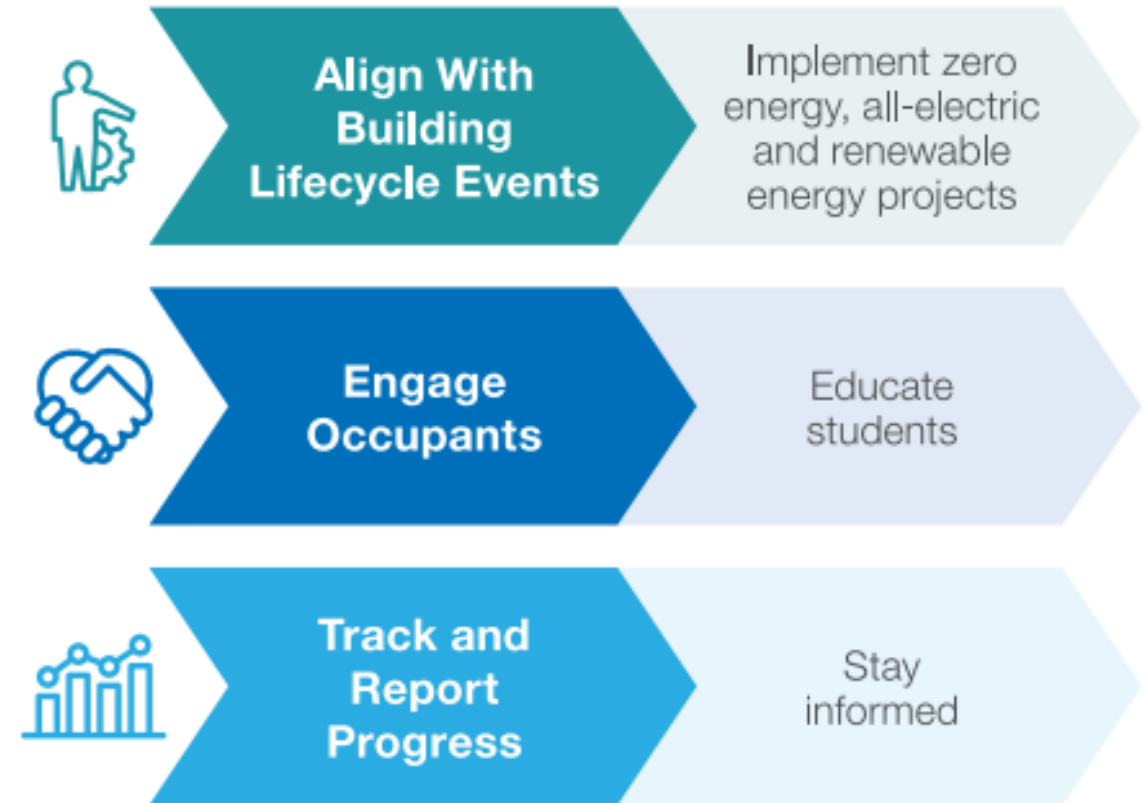 Align With
Building
Lifecycle Events
Implement zero
energy, all-electric
and renewable
energy projects
Engage
Occupants
Educate
students
Track and
Report
Progress
Stay
informed